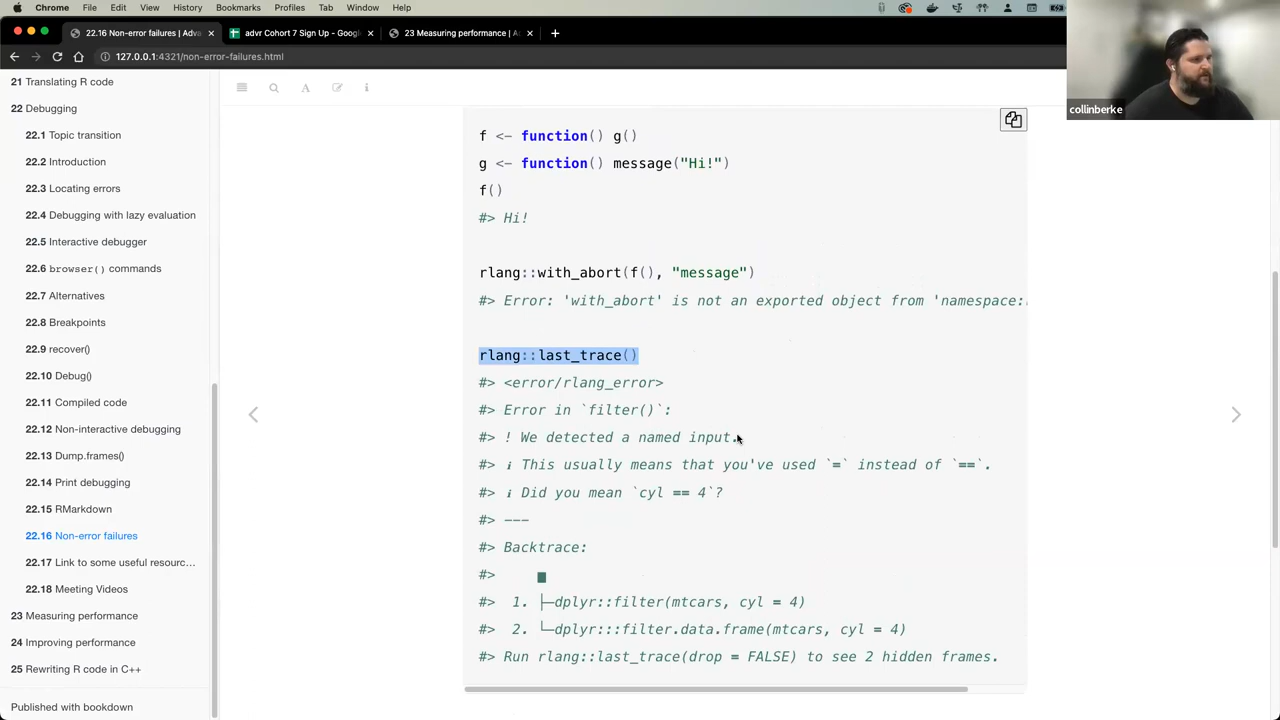 Chrome File Edit View History Bookmarks Profiles Tab Window Help
22.16 Non-error failures | Adva
advr Cohort 7 Sign Up - Google
23 Measuring performance | A
127.0.0.1:4321/non-error-failures.html
collinberke
21 Translating R code
22 Debugging
22.1 Topic transition
22.2 Introduction
22.3 Locating errors
22.4 Debugging with lazy evaluation
22.5 Interactive debugger
22.6 browser() commands
22.7 Alternatives
22.8 Breakpoints
22.9 recover()
22.10 Debug()
22.11 Compiled code
22.12 Non-interactive debugging
22.13 Dump.frames()
22.14 Print debugging
22.15 RMarkdown
22.16 Non-error failures
22.17 Link to some useful resourc...
22.18 Meeting Videos
23 Measuring performance
24 Improving performance
25 Rewriting R code in C++
Published with bookdown
f <- function() g()
g <- function() message("Hi!")
f()
#> Hi!
rlang::with_abort(f(), "message")
#> Error: 'with_abort' is not an exported object from 'namespace:
rlang::last_trace()
#> <error/rlang_error>
#> Error in `filter()`:
#> ! We detected a named input.
#> ℹ This usually means that you've used `=` instead of `==`.
#> ℹ Did you mean `cyl == 4`?
#> ---
#> Backtrace:
#> ■
#> 1. ├─dplyr::filter(mtcars, cyl = 4)
#> 2. └─dplyr:::filter.data.frame(mtcars, cyl = 4)
#> Run rlang::last_trace(drop = FALSE) to see 2 hidden frames.